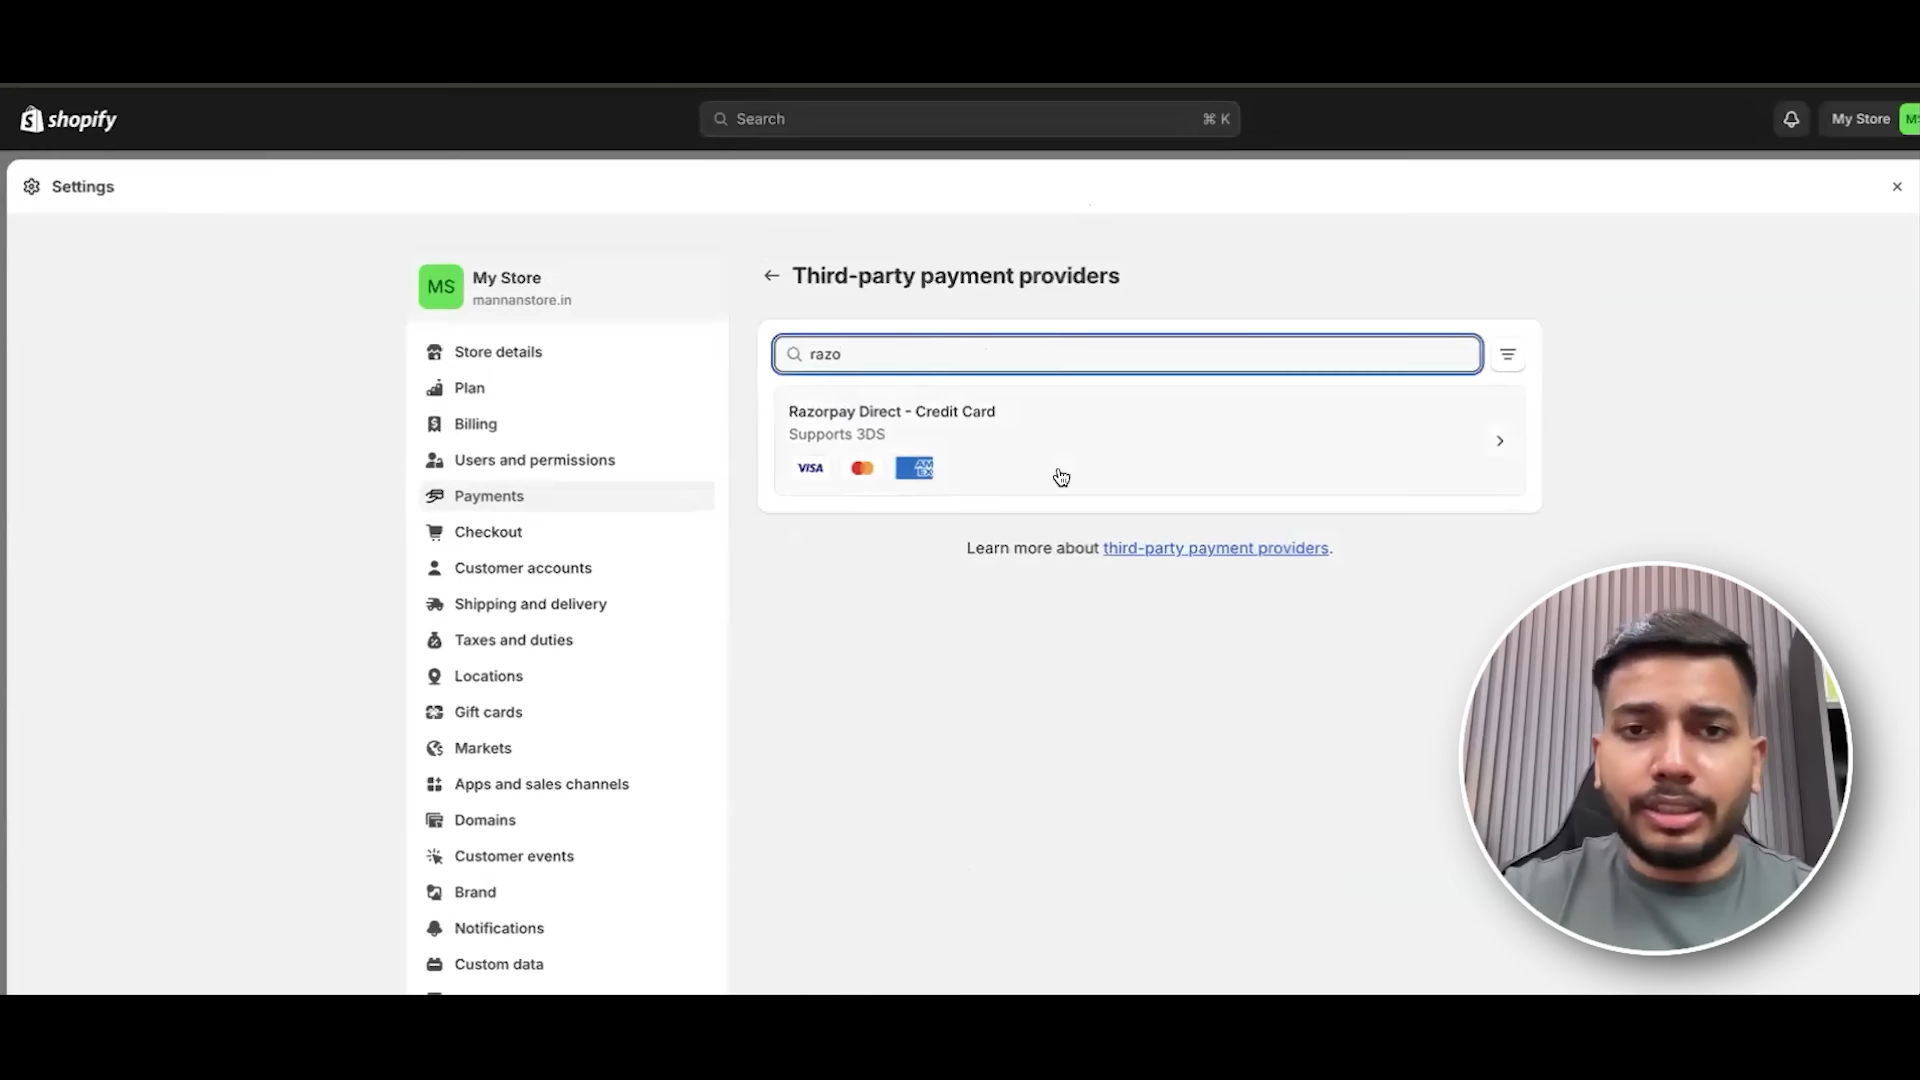 shopify
Search
⌘ K
My Store
MS
Settings
MS
My Store
mannanstore.in
Store details
Plan
Billing
Users and permissions
Payments
Checkout
Customer accounts
Shipping and delivery
Taxes and duties
Locations
Gift cards
Markets
Apps and sales channels
Domains
Customer events
Brand
Notifications
Custom data
Third-party payment providers
razo
Razorpay Direct - Credit Card
Supports 3DS
VISA
AM
EX
Learn more about third-party payment providers.